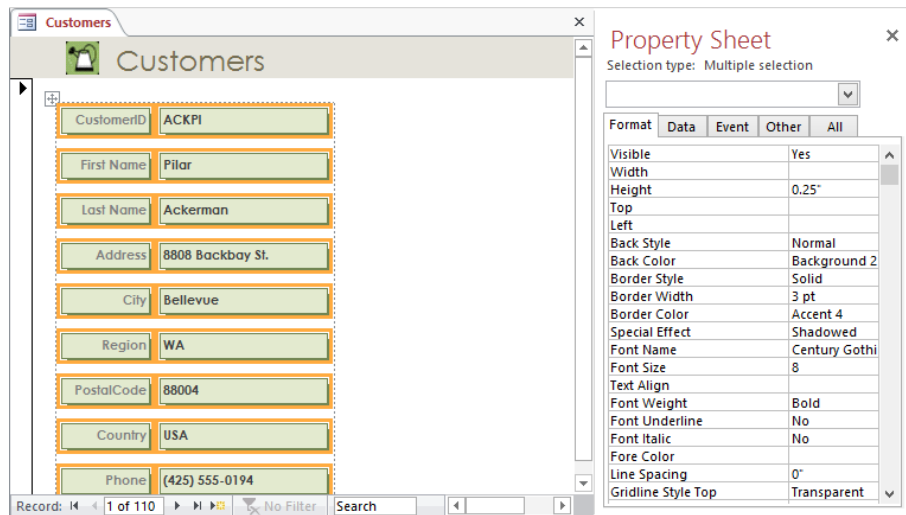 Customers
Customers
CustomerID ACKPI
First Name Pilar
Last Name Ackerman
Address 8808 Backbay St.
City Bellevue
Region WA
PostalCode 88004
Country USA
Phone (425) 555-0194
Record: 1 of 110 No Filter Search
Property Sheet
Selection type: Multiple selection
Format Data Event Other All
Visible Yes
Width
Height 0.25"
Top
Left
Back Style Normal
Back Color Background 2
Border Style Solid
Border Width 3 pt
Border Color Accent 4
Special Effect Shadowed
Font Name Century Gothi
Font Size 8
Text Align
Font Weight Bold
Font Underline No
Font Italic No
Fore Color
Line Spacing 0"
Gridline Style Top Transparent